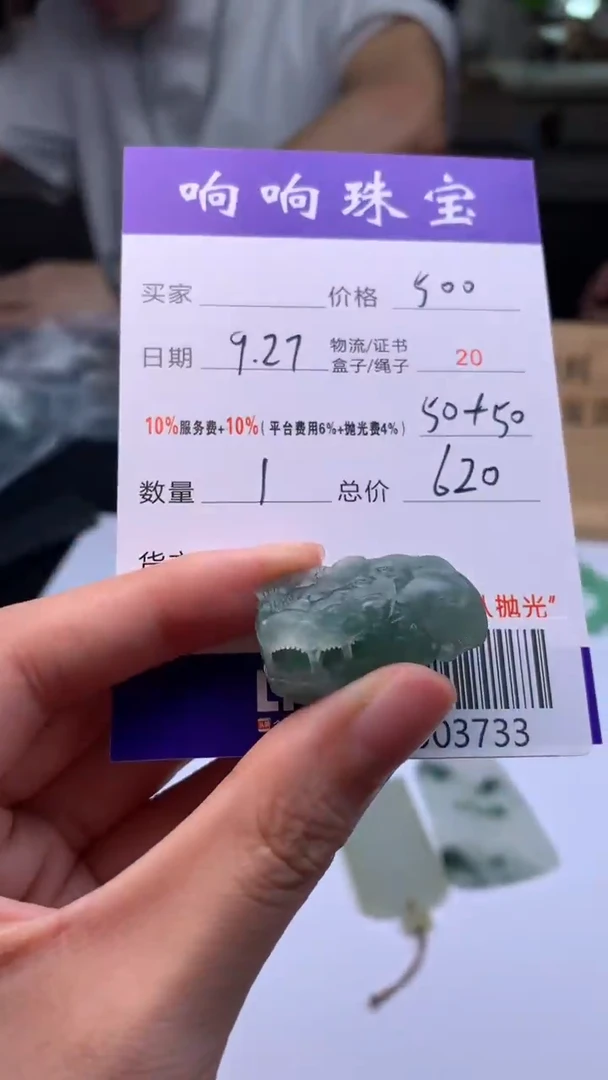 响响珠宝
买家 价格 500
日期 9.27 物流/证书 盒子/绳子 20
10%服务费+10%(平台费用6%+抛光费4%) 50+50
数量 1 总价 620
抛光”
03733